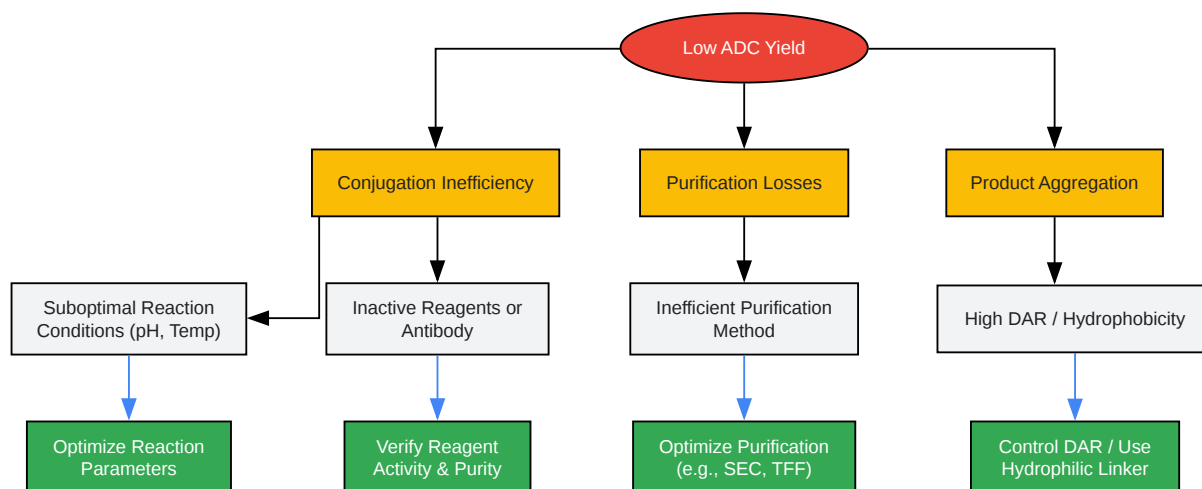 Low ADC Yield
Conjugation Inefficiency
Purification Losses
Product Aggregation
Suboptimal Reaction
Conditions (pH, Temp)
Inactive Reagents or
Antibody
Inefficient Purification
Method
High DAR / Hydrophobicity
Optimize Reaction
Parameters
Verify Reagent
Activity & Purity
Optimize Purification
(e.g., SEC, TFF)
Control DAR / Use
Hydrophilic Linker